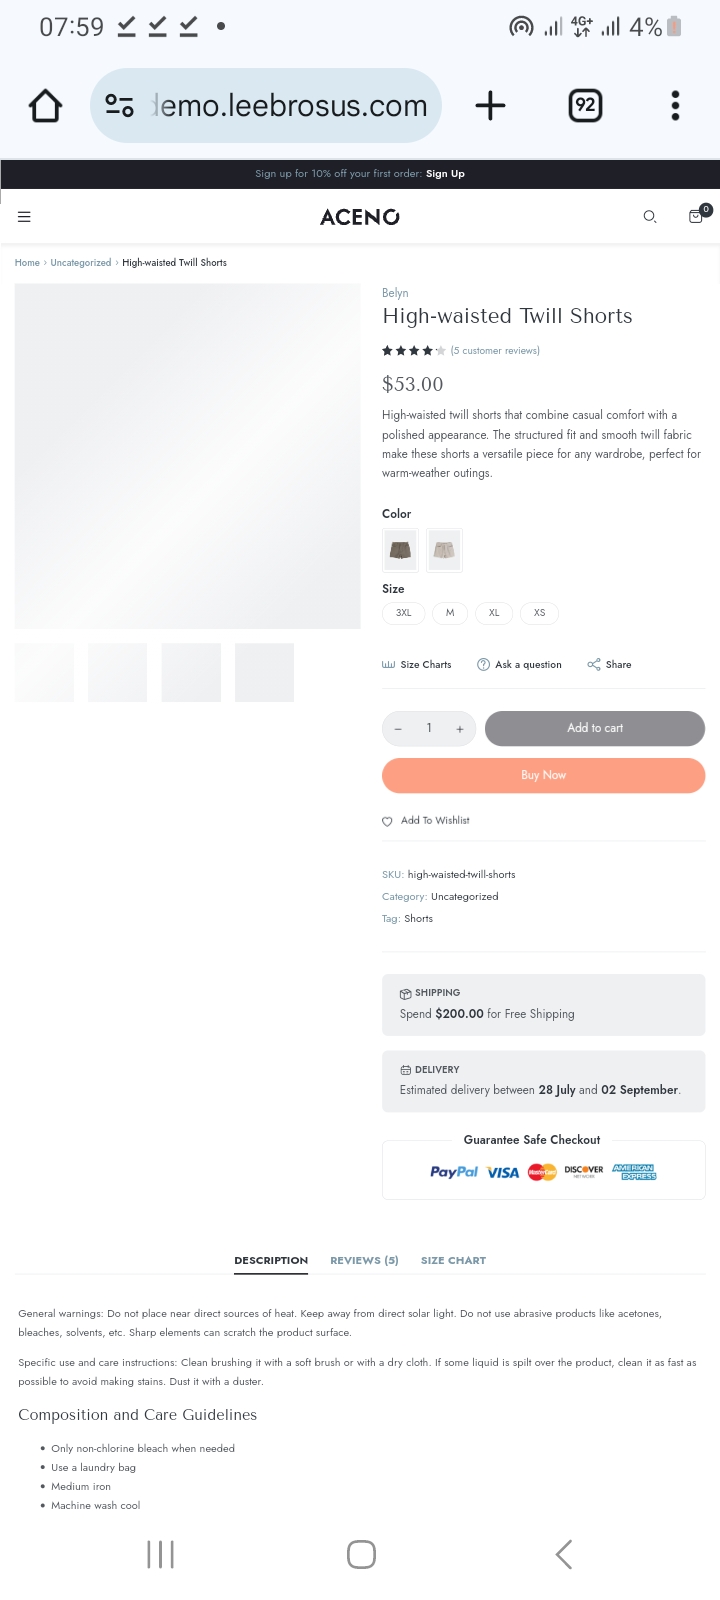 07:59
4G+
4%
demo.leebrosus.com
92
Sign up for 10% off your first order: Sign Up
ACENO
0
Home › Uncategorized › High-waisted Twill Shorts
Belyn
High-waisted Twill Shorts
(5 customer reviews)
$53.00
High-waisted twill shorts that combine casual comfort with a
polished appearance. The structured fit and smooth twill fabric
make these shorts a versatile piece for any wardrobe, perfect for
warm-weather outings.
Color
Size
3XL M XL XS
Size Charts Ask a question Share
− 1 + Add to cart
Buy Now
Add To Wishlist
SKU: high-waisted-twill-shorts
Category: Uncategorized
Tag: Shorts
SHIPPING
Spend $200.00 for Free Shipping
DELIVERY
Estimated delivery between 28 July and 02 September.
Guarantee Safe Checkout
PayPal VISA MasterCard DISCOVER NETWORK AMERICAN EXPRESS
DESCRIPTION REVIEWS (5) SIZE CHART
General warnings: Do not place near direct sources of heat. Keep away from direct solar light. Do not use abrasive products like acetones,
bleaches, solvents, etc. Sharp elements can scratch the product surface.
Specific use and care instructions: Clean brushing it with a soft brush or with a dry cloth. If some liquid is spilt over the product, clean it as fast as
possible to avoid making stains. Dust it with a duster.
Composition and Care Guidelines
• Only non-chlorine bleach when needed
• Use a laundry bag
• Medium iron
• Machine wash cool